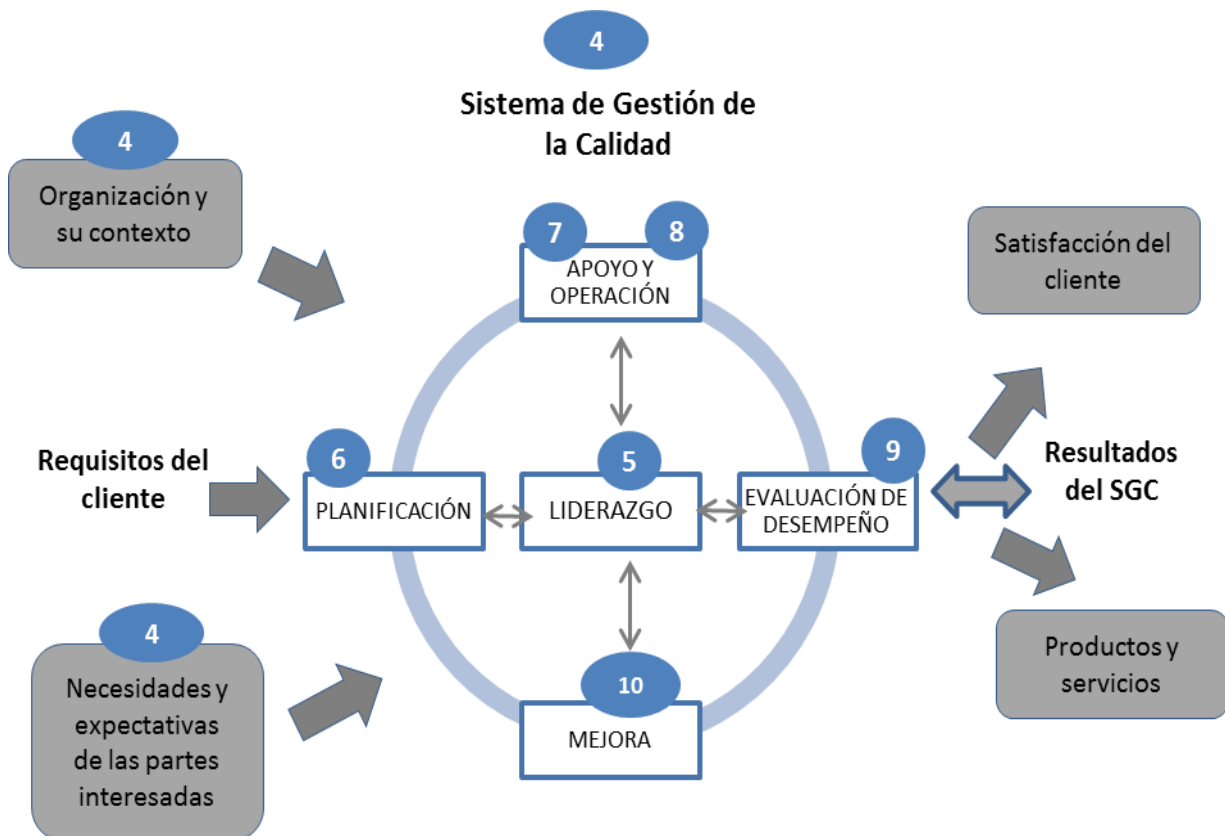 4
Sistema de Gestión de
la Calidad
4
Organización y
su contexto
7
8
APOYO Y
OPERACIÓN
Satisfacción del
cliente
Requisitos del
cliente
6
PLANIFICACIÓN
5
LIDERAZGO
9
EVALUACIÓN DE
DESEMPEÑO
Resultados
del SGC
4
Necesidades y
expectativas
de las partes
interesadas
10
MEJORA
Productos y
servicios